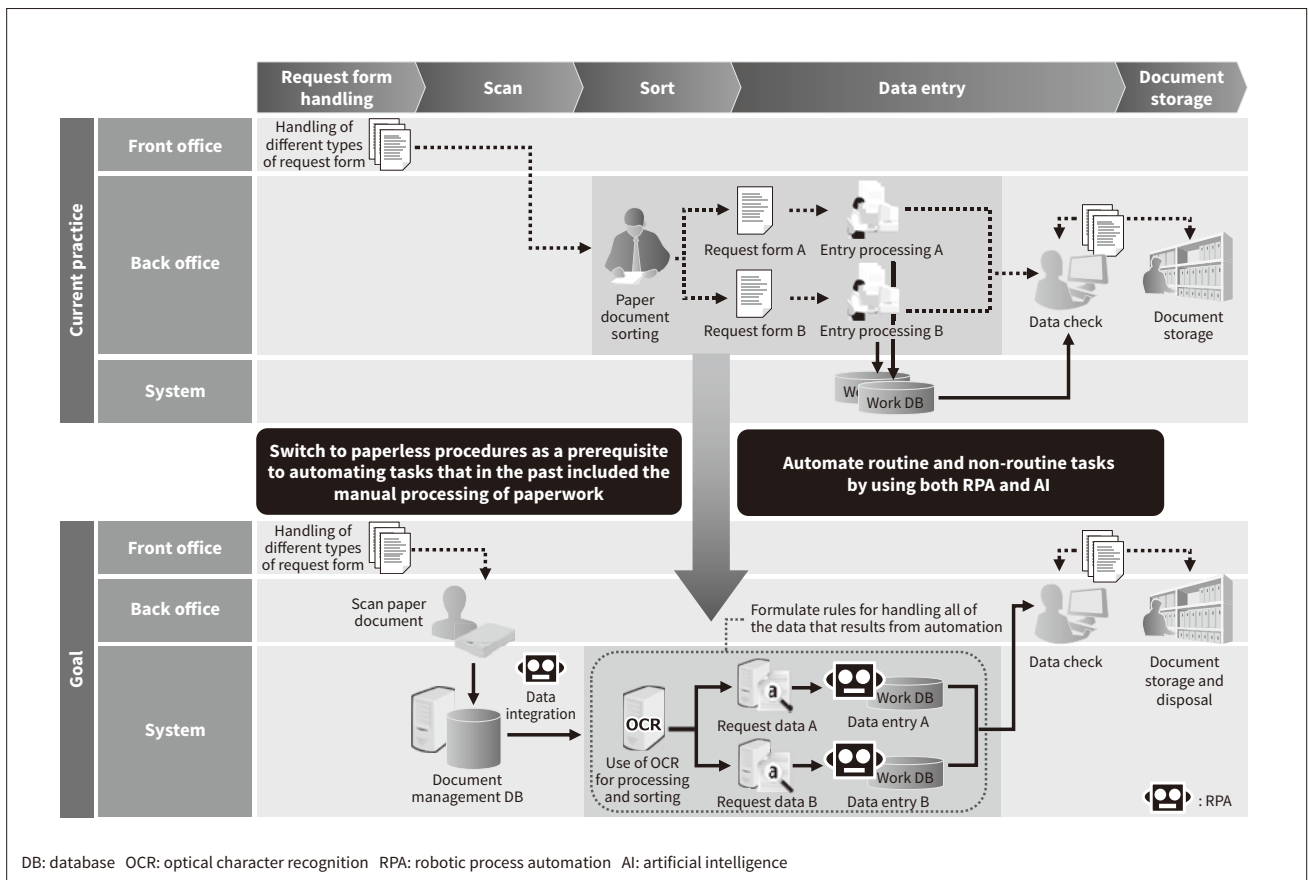 Request form
handling
Scan
Sort
Data entry
Document
storage
Current practice
Front office
Handling of
different types
of request form
Back office
Paper
document
sorting
Request form A
Entry processing A
Request form B
Entry processing B
Data check
Document
storage
System
Work DB
Switch to paperless procedures as a prerequisite
to automating tasks that in the past included the
manual processing of paperwork
Automate routine and non-routine tasks
by using both RPA and AI
Goal
Front office
Handling of
different types
of request form
Back office
Scan paper
document
Formulate rules for handling all of
the data that results from automation
Data check
Document
storage and
disposal
System
Data
integration
Document
management DB
OCR
Use of OCR
for processing
and sorting
a
Request data A
Work DB
Data entry A
a
Request data B
Work DB
Data entry B
: RPA
DB: database OCR: optical character recognition RPA: robotic process automation AI: artificial intelligence